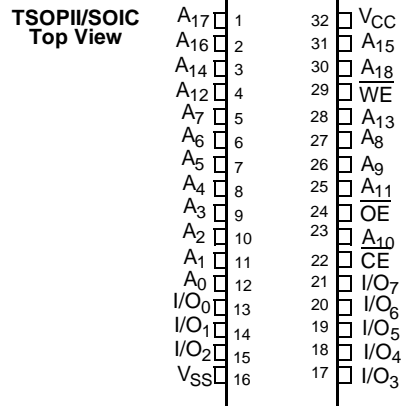 TSOPII/SOIC
Top View
A17 1 32 VCC
A16 2 31 A15
A14 3 30 A18
A12 4 29 WE
A7 5 28 A13
A6 6 27 A8
A5 7 26 A9
A4 8 25 A11
A3 9 24 OE
A2 10 23 A10
A1 11 22 CE
A0 12 21 I/O7
I/O0 13 20 I/O6
I/O1 14 19 I/O5
I/O2 15 18 I/O4
VSS 16 17 I/O3